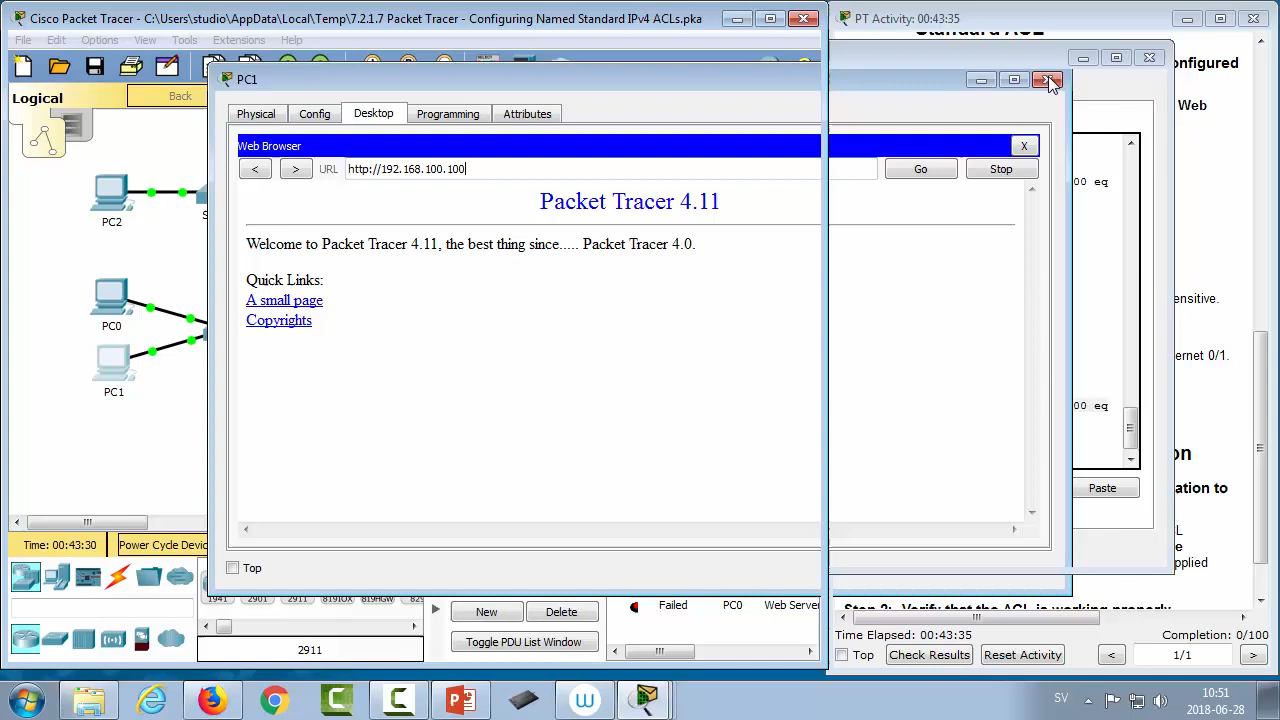 Cisco Packet Tracer - C:\Users\studio\AppData\Local\Temp\7.2.1.7 Packet Tracer - Configuring Named Standard IPv4 ACLs.pka
PT Activity: 00:43:35
File Edit Options View Tools Extensions Help
Standard ACL
onfigured
Web
Logical
Back
PC1
Physical Config Desktop Programming Attributes
Web Browser
X
< > URL http://192.168.100.100 Go Stop
Packet Tracer 4.11
Welcome to Packet Tracer 4.11, the best thing since..... Packet Tracer 4.0.
Quick Links:
A small page
Copyrights
PC2
S
PC0
PC1
00 eq
ensitive.
ernet 0/1.
00 eq
on
ation to
Paste
CL
e
pplied
Top
Time: 00:43:30
Power Cycle Devic
1941 2901 2911 819IOX 819HGW 829
2911
New Delete
Toggle PDU List Window
Failed PC0 Web Server
Step 2: Verify that the ACL is working properly
Time Elapsed: 00:43:35 Completion: 0/100
Top Check Results Reset Activity < 1/1 >
SV
10:51
2018-06-28